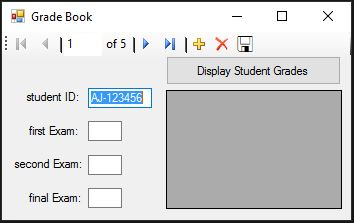 Grade Book
1 of 5
Display Student Grades
student ID: AJ-123456
first Exam:
second Exam:
final Exam: